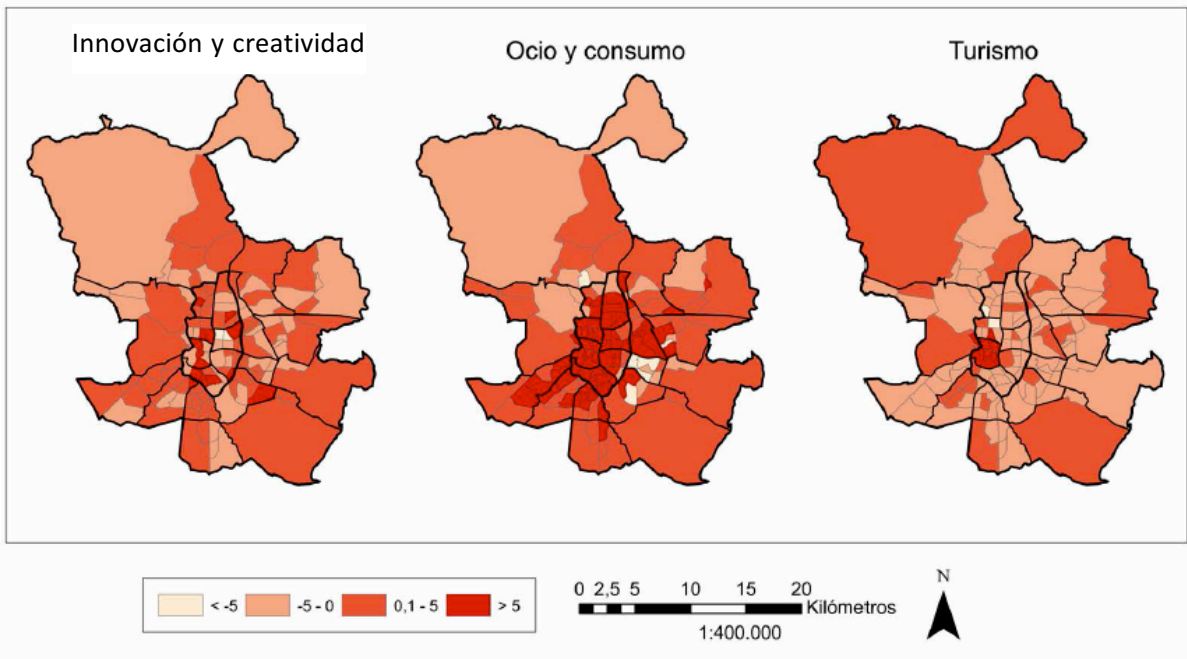 Innovación y creatividad
Ocio y consumo
Turismo
< -5
-5 - 0
0,1 - 5
> 5
0 2,5 5 10 15 20
Kilómetros
1:400.000
N